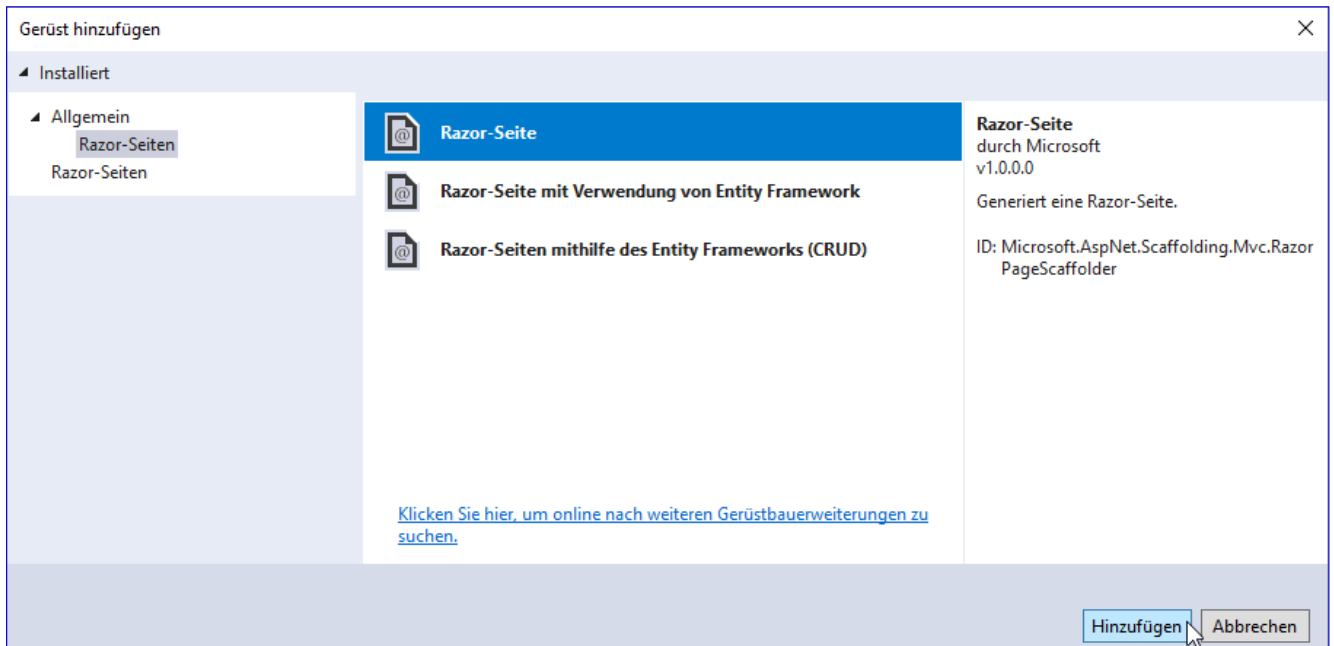 Gerüst hinzufügen
Installiert
Allgemein
Razor-Seiten
Razor-Seiten
Razor-Seite
Razor-Seite mit Verwendung von Entity Framework
Razor-Seiten mithilfe des Entity Frameworks (CRUD)
Klicken Sie hier, um online nach weiteren Gerüstbauerweiterungen zu
suchen.
Razor-Seite
durch Microsoft
v1.0.0.0
Generiert eine Razor-Seite.
ID: Microsoft.AspNet.Scaffolding.Mvc.Razor
PageScaffolder
Hinzufügen
Abbrechen